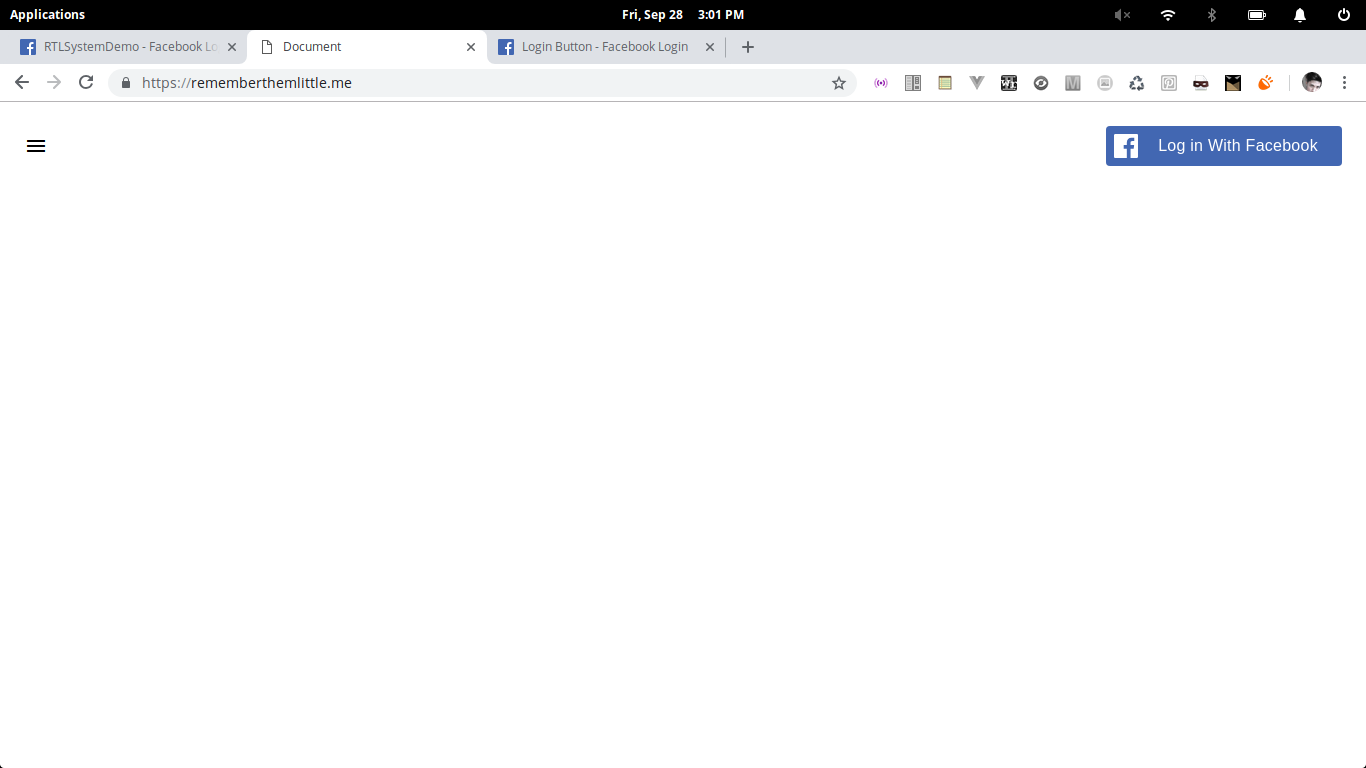 Applications
Fri, Sep 28 3:01 PM
RTLSystemDemo - Facebook Lo
Document
Login Button - Facebook Login
https://rememberthemlittle.me
Log in With Facebook